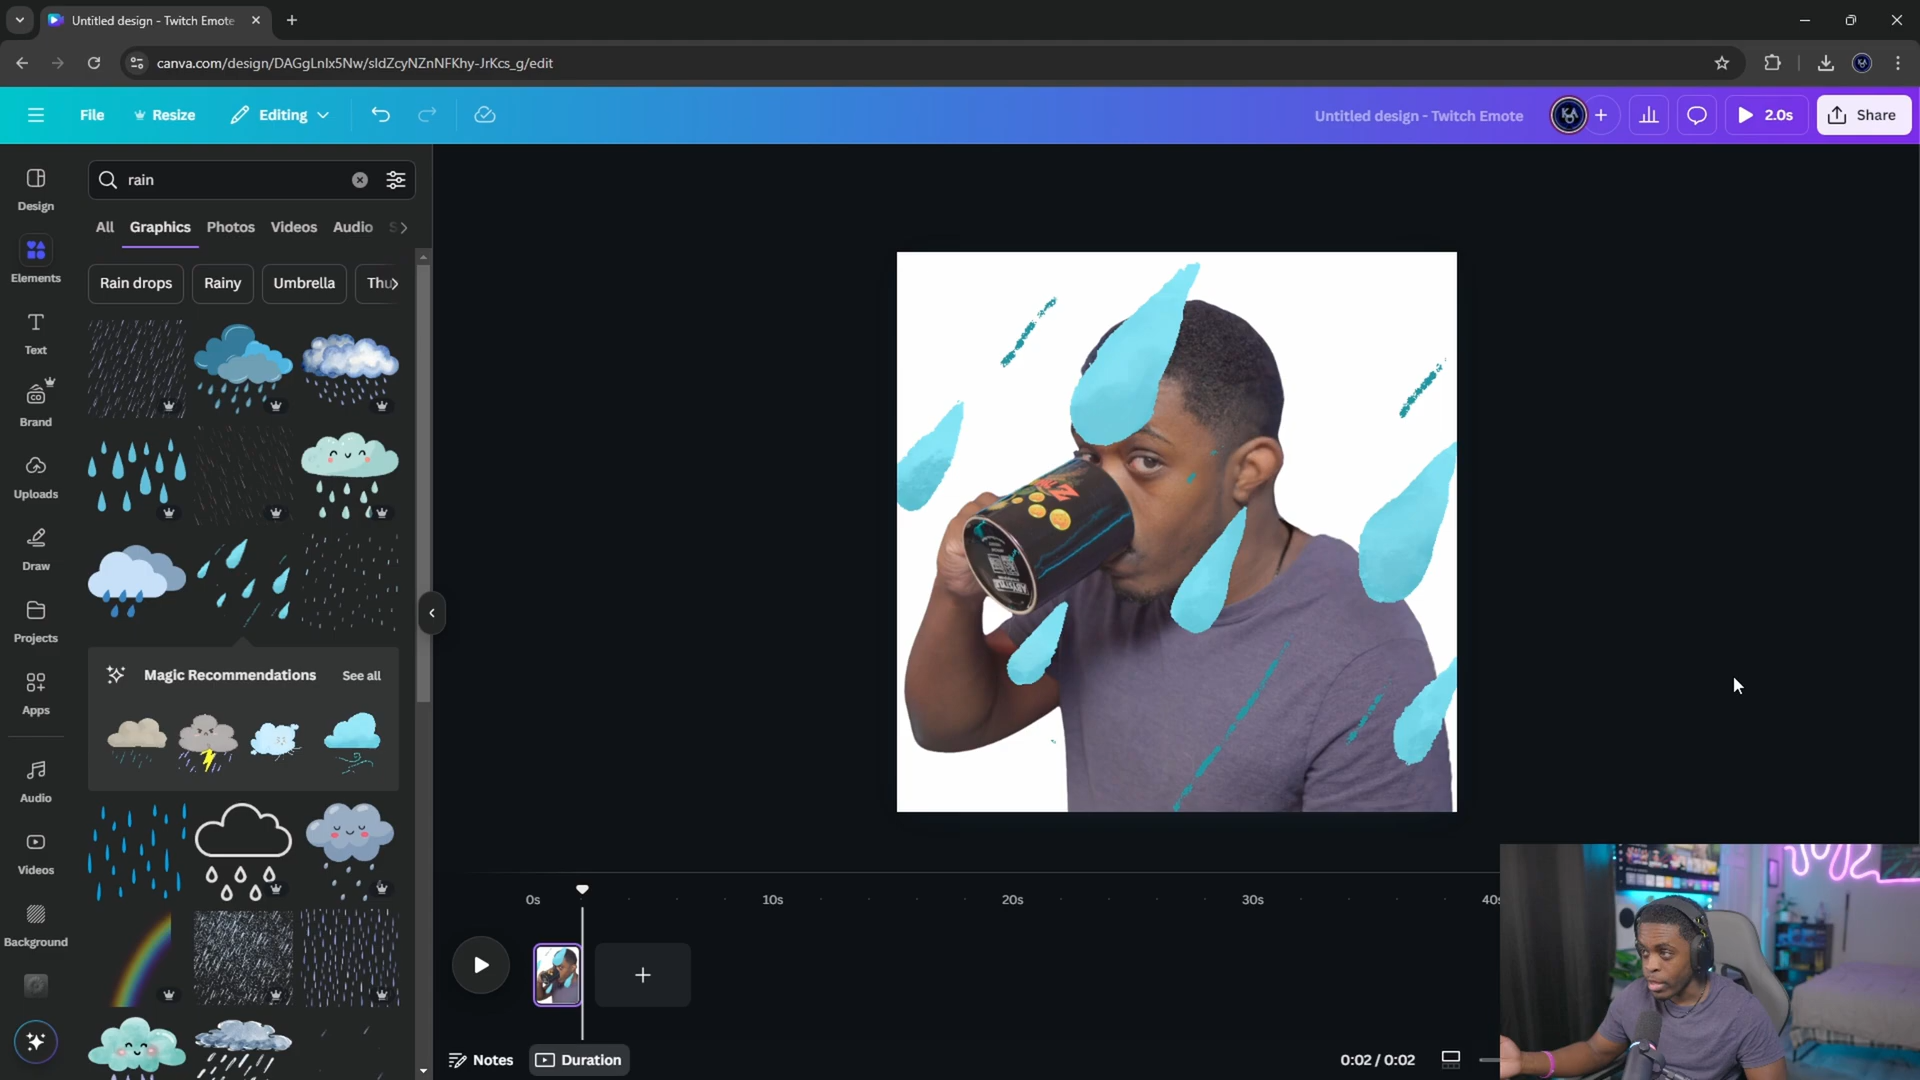 Untitled design - Twitch Emote
canva.com/design/DAGgLnIx5Nw/sIdZcyNZnNFKhy-JrKcs_g/edit
File
Resize
Editing
Untitled design - Twitch Emote
2.0s
Share
Design
Elements
Text
Brand
Uploads
Draw
Projects
Apps
Audio
Videos
Background
rain
All
Graphics
Photos
Videos
Audio
Rain drops
Rainy
Umbrella
Thu
Magic Recommendations
See all
0s
10s
20s
30s
40s
Notes
Duration
0:02 / 0:02